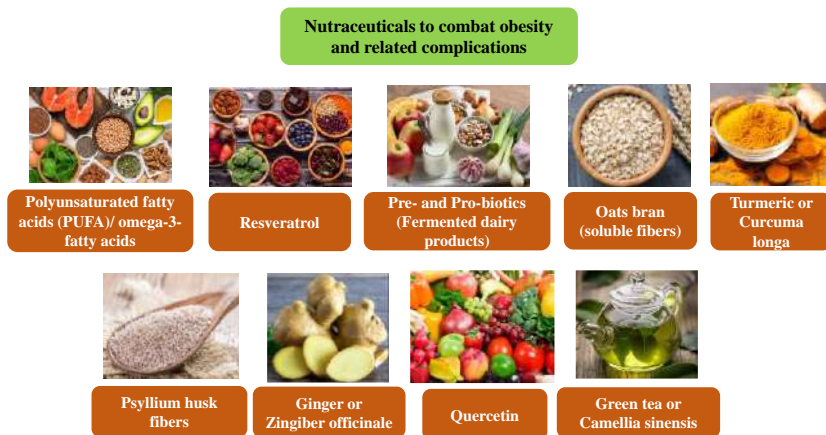 Nutraceuticals to combat obesity
and related complications
Polyunsaturated fatty
acids (PUFA)/ omega-3-
fatty acids
Resveratrol
Pre- and Pro-biotics
(Fermented dairy
products)
Oats bran
(soluble fibers)
Turmeric or
Curcuma
longa
Psyllium husk
fibers
Ginger or
Zingiber officinale
Quercetin
Green tea or
Camellia sinensis